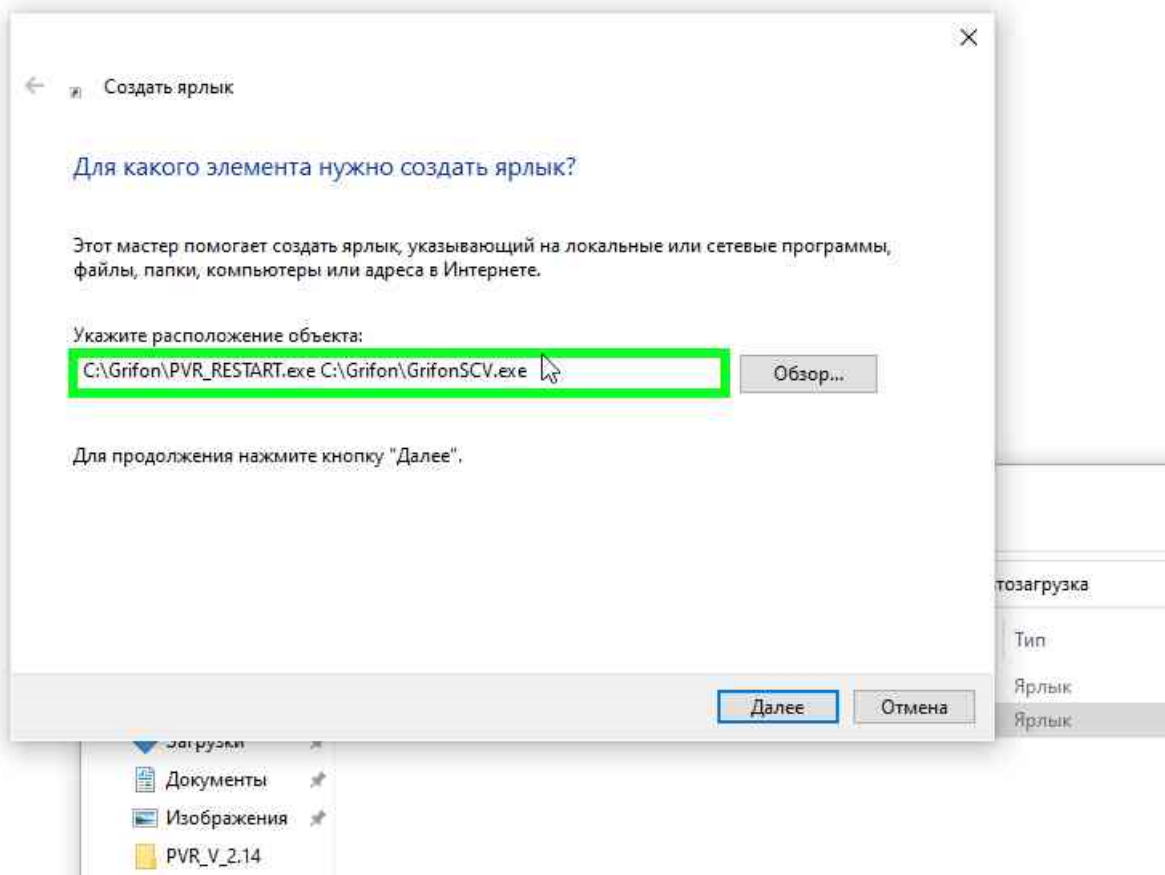 Создать ярлык
Для какого элемента нужно создать ярлык?
Этот мастер помогает создать ярлык, указывающий на локальные или сетевые программы,
файлы, папки, компьютеры или адреса в Интернете.
Укажите расположение объекта:
C:\Grifon\PVR_RESTART.exe C:\Grifon\GrifonSCV.exe
Обзор...
Для продолжения нажмите кнопку "Далее".
тозагрузка
Тип
Ярлык
Ярлык
Далее
Отмена
Загрузки
Документы
Изображения
PVR_V_2.14